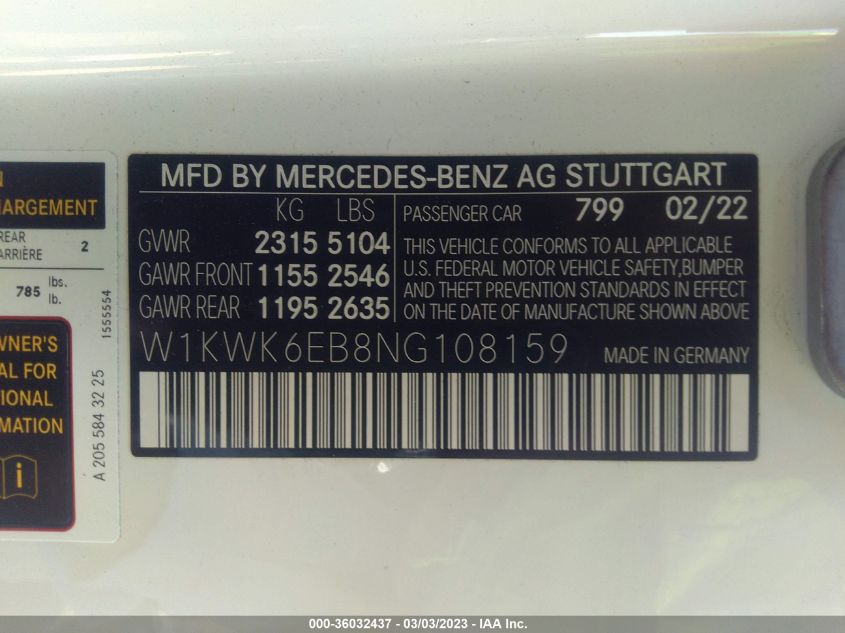 N
HARGEMENT
REAR
ARRIÈRE 2
785 lbs.
lb.
1555554
WNER'S
AL FOR
TIONAL
RMATION
i
A 205 584 32 25
MFD BY MERCEDES-BENZ AG STUTTGART
KG LBS
GVWR 2315 5104
GAWR FRONT 1155 2546
GAWR REAR 1195 2635
PASSENGER CAR 799 02/22
THIS VEHICLE CONFORMS TO ALL APPLICABLE
U.S. FEDERAL MOTOR VEHICLE SAFETY,BUMPER
AND THEFT PREVENTION STANDARDS IN EFFECT
ON THE DATE OF MANUFACTURE SHOWN ABOVE
W1KWK6EB8NG108159 MADE IN GERMANY
000-36032437 - 03/03/2023 - IAA Inc.